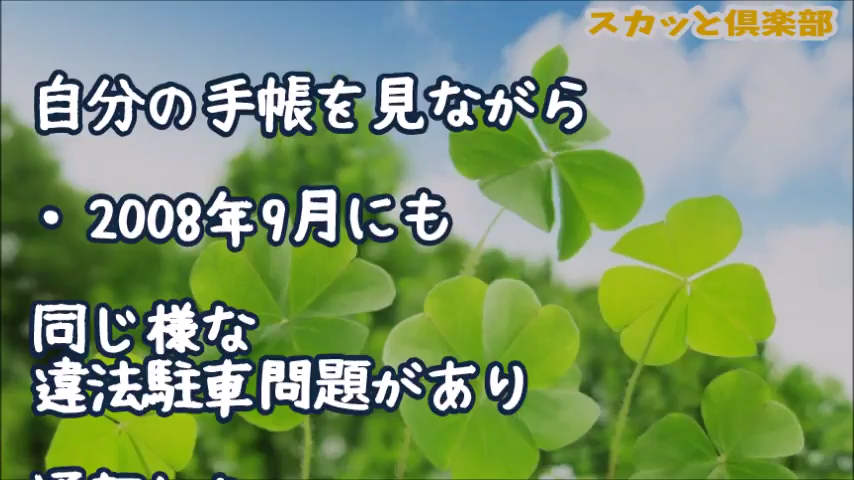 スカッと倶楽部
自分の手帳を見ながら
・2008年9月にも
同じ様な
違法駐車問題があり